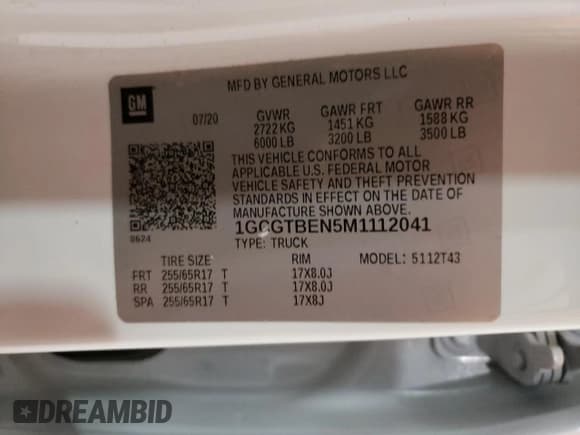 MFD BY GENERAL MOTORS LLC
GM
07/20 GVWR GAWR FRT GAWR RR
2722 KG 1451 KG 1588 KG
6000 LB 3200 LB 3500 LB
THIS VEHICLE CONFORMS TO ALL
APPLICABLE U.S. FEDERAL MOTOR
VEHICLE SAFETY AND THEFT PREVENTION
STANDARDS IN EFFECT ON THE DATE OF
MANUFACTURE SHOWN ABOVE.
0624
1GCGTBEN5M1112041
TYPE: TRUCK
TIRE SIZE RIM MODEL: 5112T43
FRT 255/65R17 T 17X8.0J
RR 255/65R17 T 17X8.0J
SPA 255/65R17 T 17X8J
DREAMBID